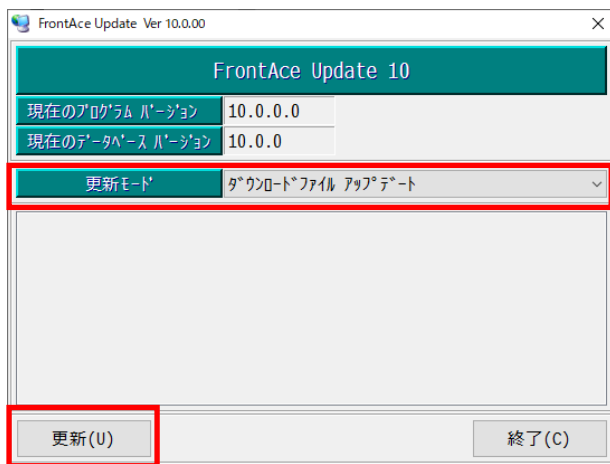 FrontAce Update Ver 10.0.00
FrontAce Update 10
現在のﾌﾟﾛｸﾞﾗﾑ ﾊﾞｰｼﾞｮﾝ 10.0.0.0
現在のﾃﾞｰﾀﾍﾞｰｽ ﾊﾞｰｼﾞｮﾝ 10.0.0
更新ﾓｰﾄﾞ ﾀﾞｳﾝﾛｰﾄﾞﾌｧｲﾙ ｱｯﾌﾟﾃﾞｰﾄ
更新(U) 終了(C)